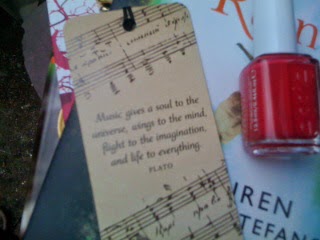 Music gives a soul to the
universe, wings to the mind,
flight to the imagination,
and life to everything.
PLATO
essie
IREN
TEFAN